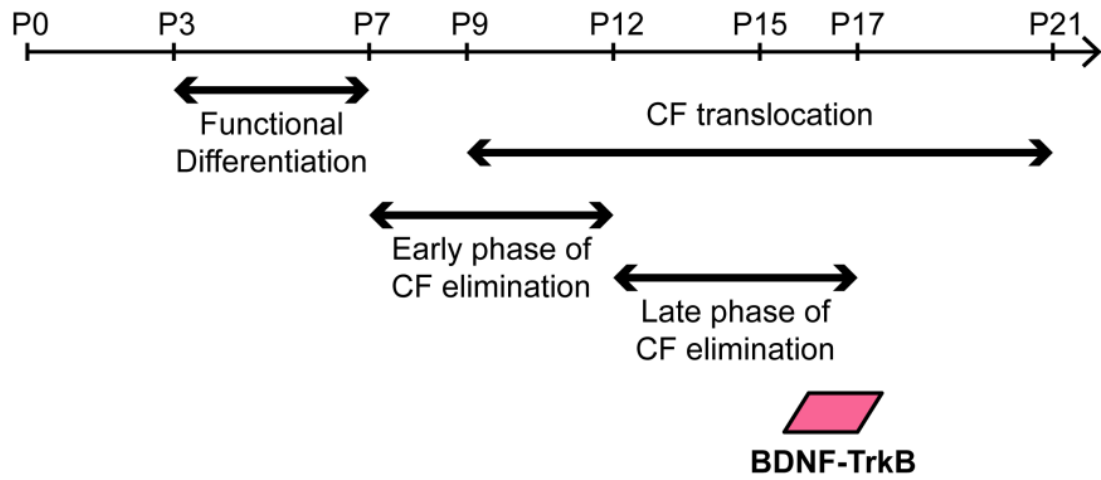 P0 P3 P7 P9 P12 P15 P17 P21
Functional
Differentiation
CF translocation
Early phase of
CF elimination
Late phase of
CF elimination
BDNF-TrkB